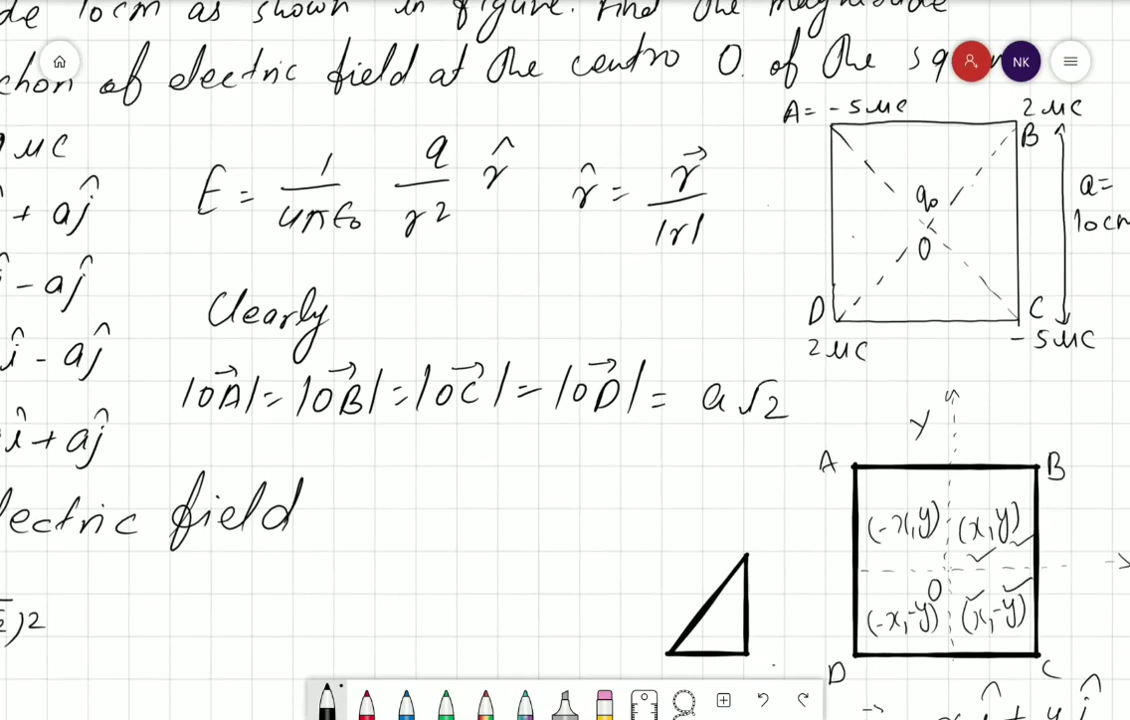 de 10cm as shown in figure. Find the magnitude
ction of electric field at the centro O. of the sq
NK
A = -5μC
2μC
B
a = 10cm
q₀
O
D
C
2μC
-5μC
μC
+ aĵ
- aĵ
î - aĵ
î + aĵ
E = 1/4πε₀ q/r² r̂
r̂ = r⃗/|r|
Clearly
|OA⃗| = |OB⃗| = |OC⃗| = |OD⃗| = a√2
lectric field
)2
y
A
B
(-x,y) (x,y)
O
(-x,-y) (x,-y)
D
C